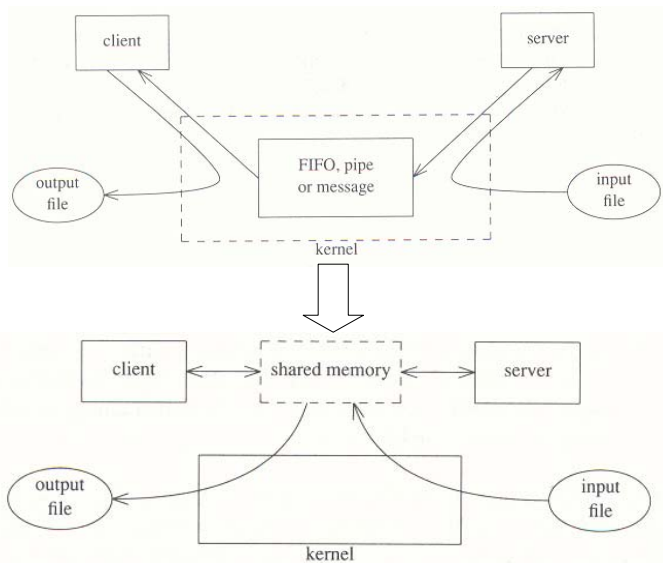 client
server
FIFO, pipe
or message
output
file
input
file
kernel
client
shared memory
server
output
file
input
file
kernel